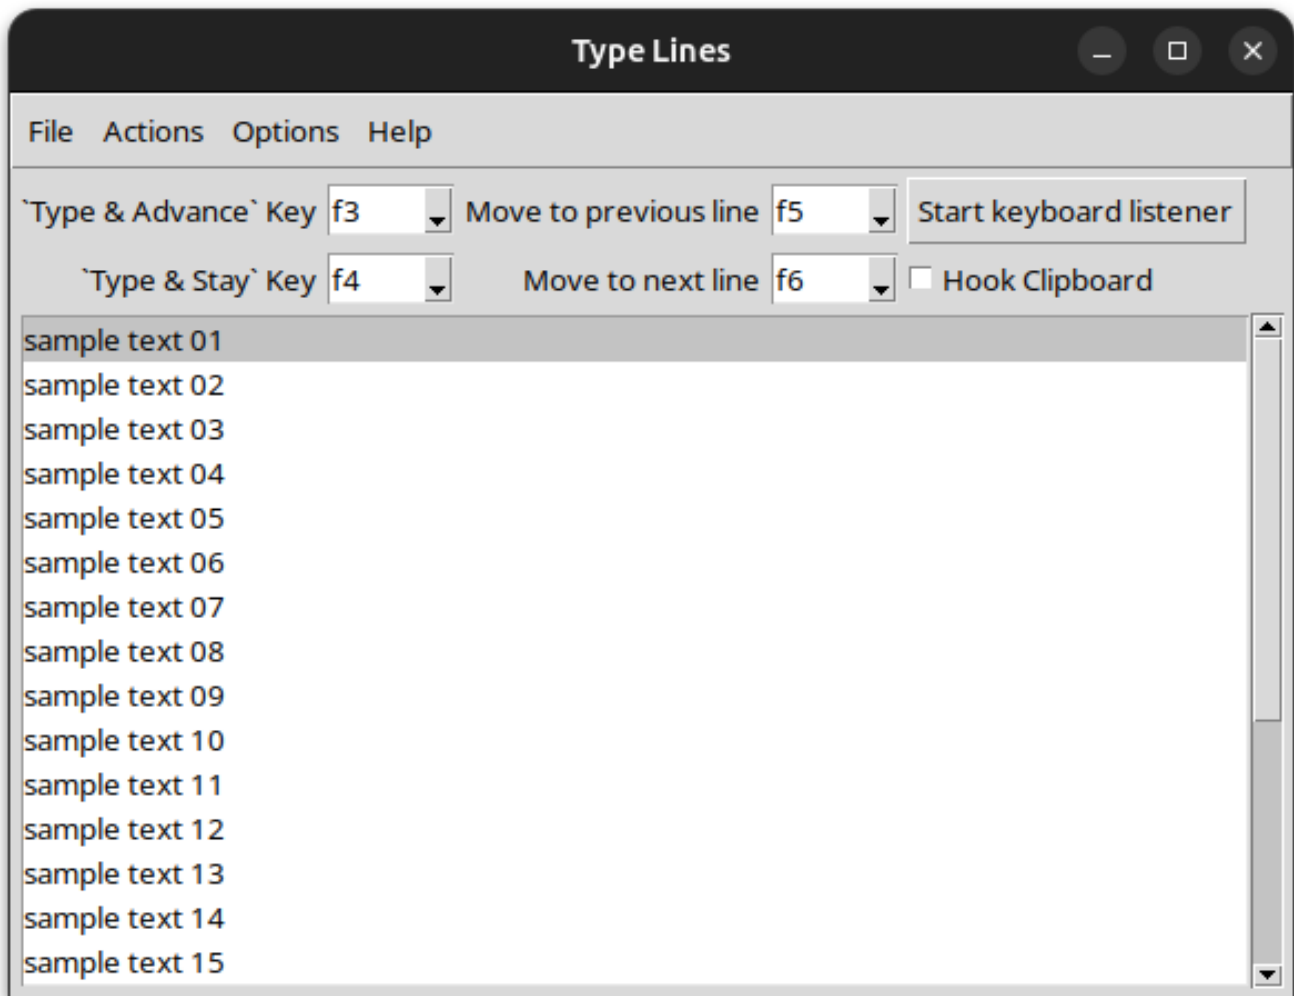 Type Lines
File Actions Options Help
`Type & Advance` Key f3 Move to previous line f5 Start keyboard listener
`Type & Stay` Key f4 Move to next line f6 Hook Clipboard
sample text 01
sample text 02
sample text 03
sample text 04
sample text 05
sample text 06
sample text 07
sample text 08
sample text 09
sample text 10
sample text 11
sample text 12
sample text 13
sample text 14
sample text 15